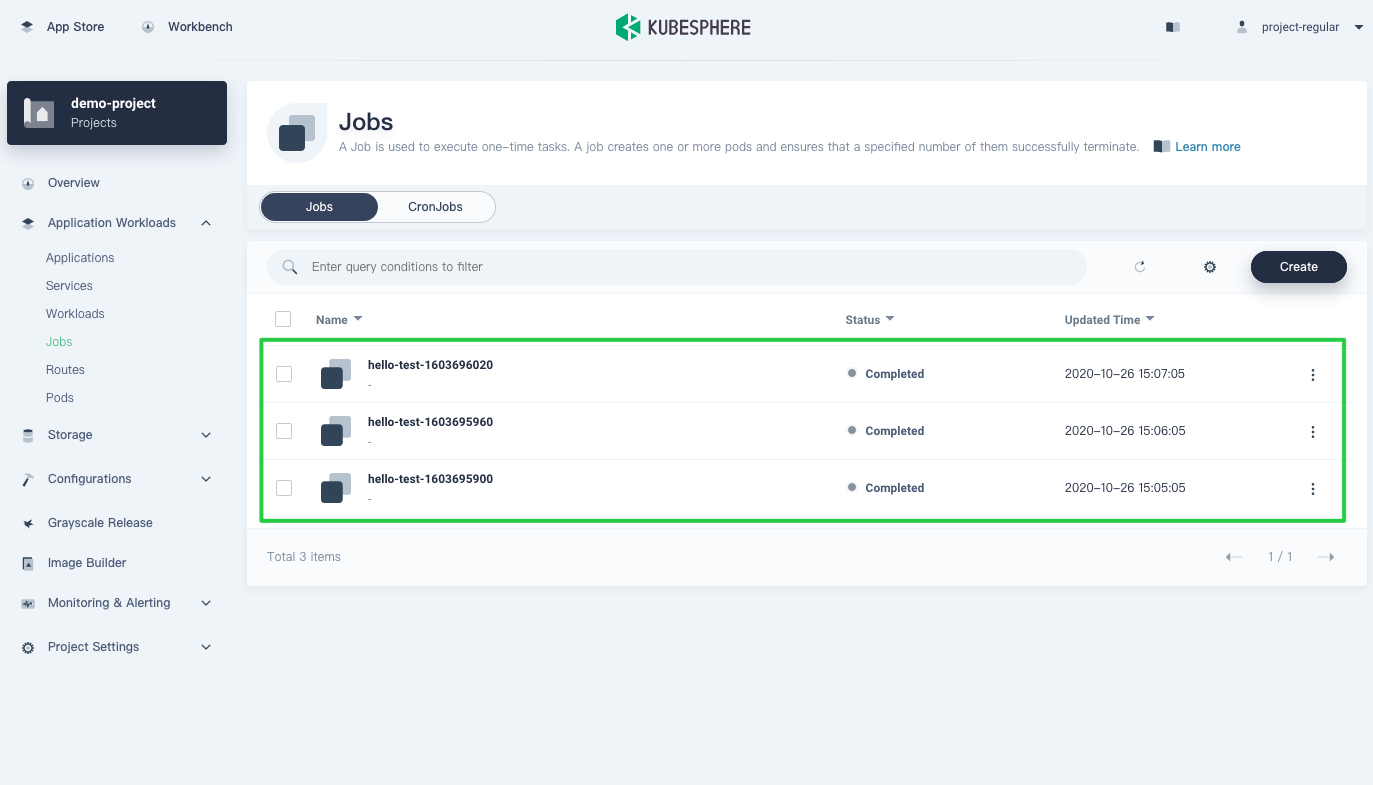 App Store
Workbench
KUBESPHERE
project-regular
demo-project
Projects
Overview
Application Workloads
Applications
Services
Workloads
Jobs
Routes
Pods
Storage
Configurations
Grayscale Release
Image Builder
Monitoring & Alerting
Project Settings
Jobs
A Job is used to execute one-time tasks. A job creates one or more pods and ensures that a specified number of them successfully terminate. Learn more
Jobs
CronJobs
Enter query conditions to filter
Create
Name Status Updated Time
hello-test-1603696020
-
Completed
2020-10-26 15:07:05
hello-test-1603695960
-
Completed
2020-10-26 15:06:05
hello-test-1603695900
-
Completed
2020-10-26 15:05:05
Total 3 items
1 / 1